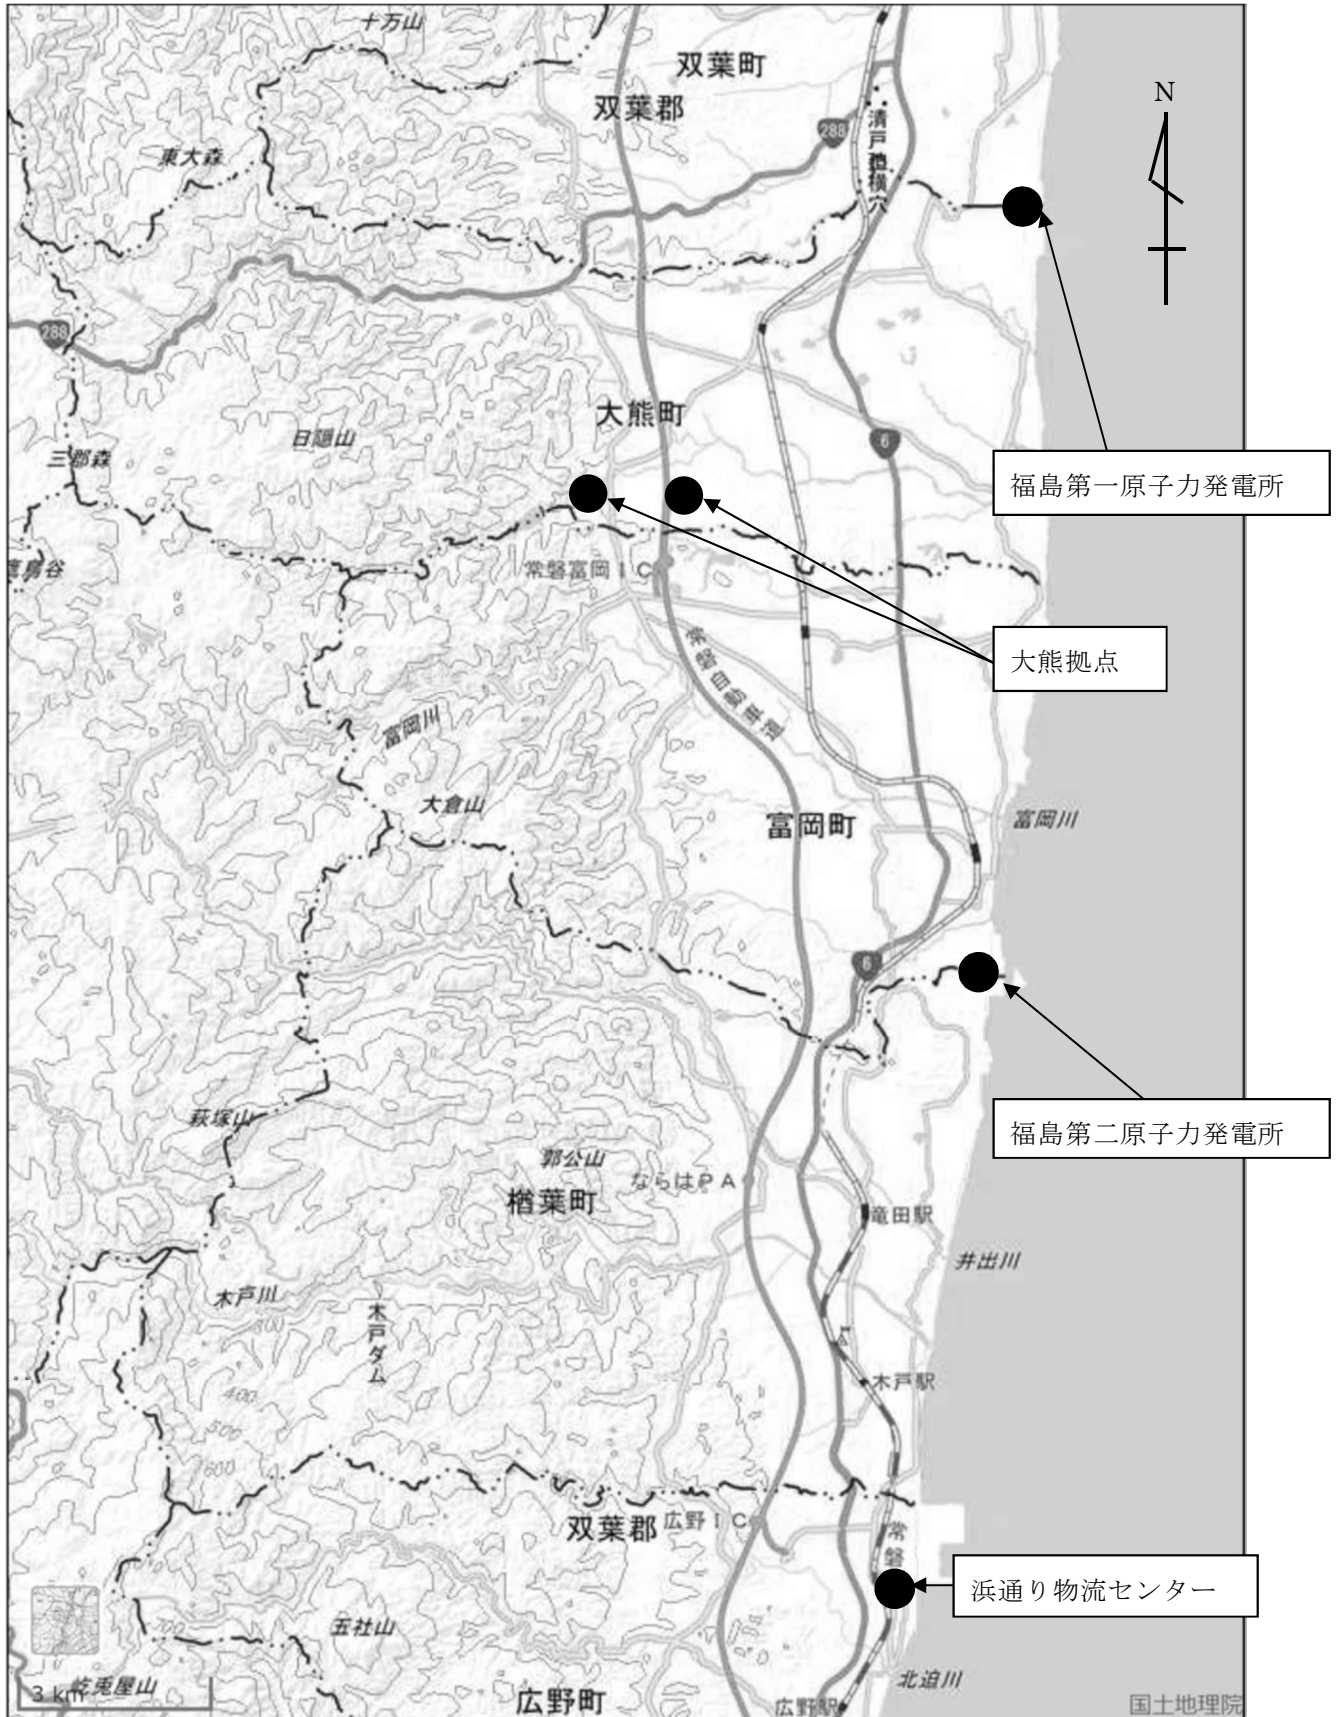 十万山
双葉町
双葉郡
N
288
清戸
横穴
東大森
福島第一原子力発電所
288
大熊町
日隠山
6
三郡森
常磐富岡IC
大熊拠点
常磐自動車道
富岡川
大倉山
富岡町
富岡川
6
福島第二原子力発電所
萩塚山
郭公山
ならはPA
楢葉町
竜田駅
井出川
木戸川
400
木戸ダム
木戸駅
400
500
600
双葉郡
広野IC
常磐
浜通り物流センター
五社山
700
北迫川
3 km
屹兎屋山
広野町
広野駅
国土地理院